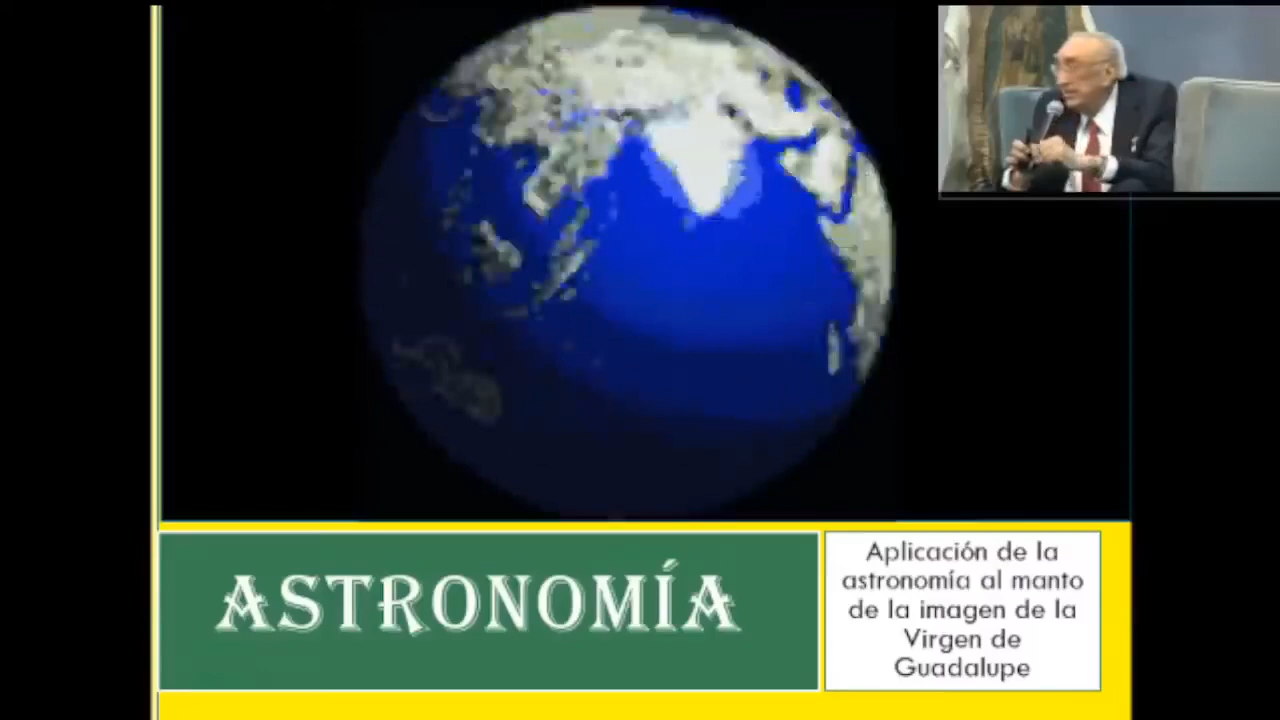 ASTRONOMÍA
Aplicación de la
astronomía al manto
de la imagen de la
Virgen de
Guadalupe